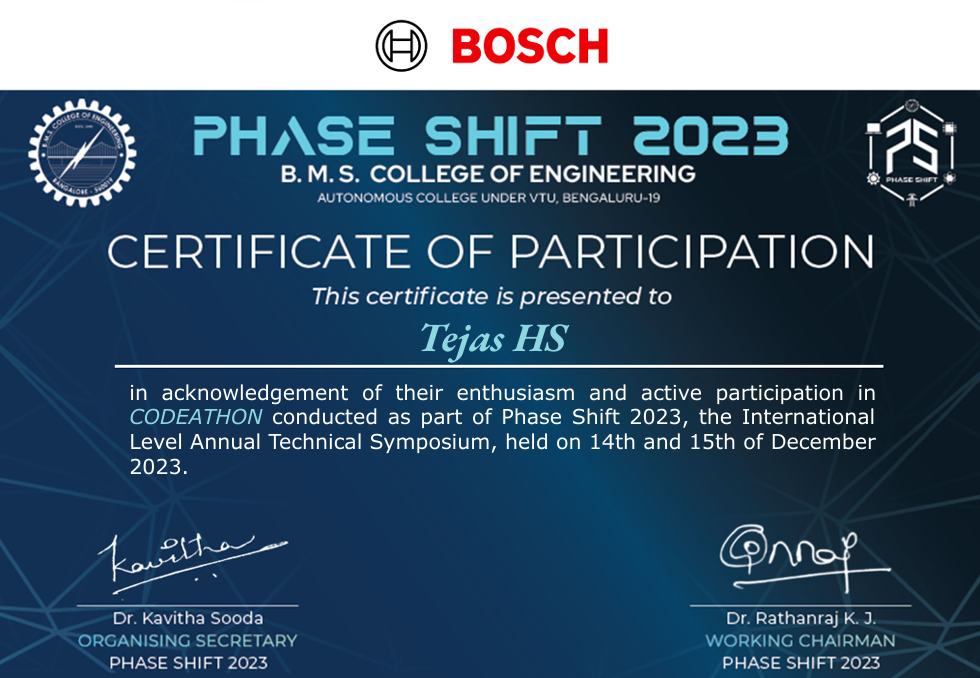 BOSCH
B.M.S. COLLEGE OF ENGINEERING
BANGALORE - 560019
PHASE SHIFT 2023
B. M. S. COLLEGE OF ENGINEERING
AUTONOMOUS COLLEGE UNDER VTU, BENGALURU-19
PS
PHASE SHIFT
CERTIFICATE OF PARTICIPATION
This certificate is presented to
Tejas HS
in acknowledgement of their enthusiasm and active participation in
CODEATHON conducted as part of Phase Shift 2023, the International
Level Annual Technical Symposium, held on 14th and 15th of December
2023.
Kavitha
Dr. Kavitha Sooda
ORGANISING SECRETARY
PHASE SHIFT 2023
Dr. Rathanraj K. J.
WORKING CHAIRMAN
PHASE SHIFT 2023